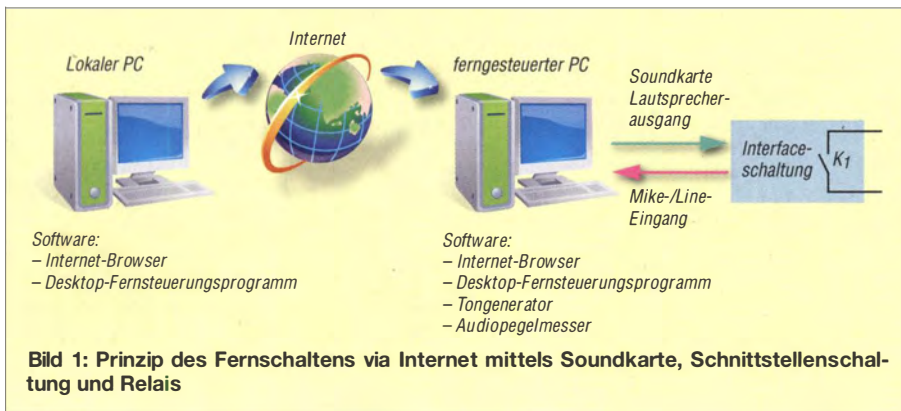 Internet
Lokaler PC
ferngesteuerter PC
Soundkarte
Lautsprecher-
ausgang
Interface-
schaltung
K1
Mike-/Line-
Eingang
Software:
– Internet-Browser
– Desktop-Fernsteuerungsprogramm
Software:
– Internet-Browser
– Desktop-Fernsteuerungsprogramm
– Tongenerator
– Audiopegelmesser
Bild 1: Prinzip des Fernschaltens via Internet mittels Soundkarte, Schnittstellenschal-
tung und Relais